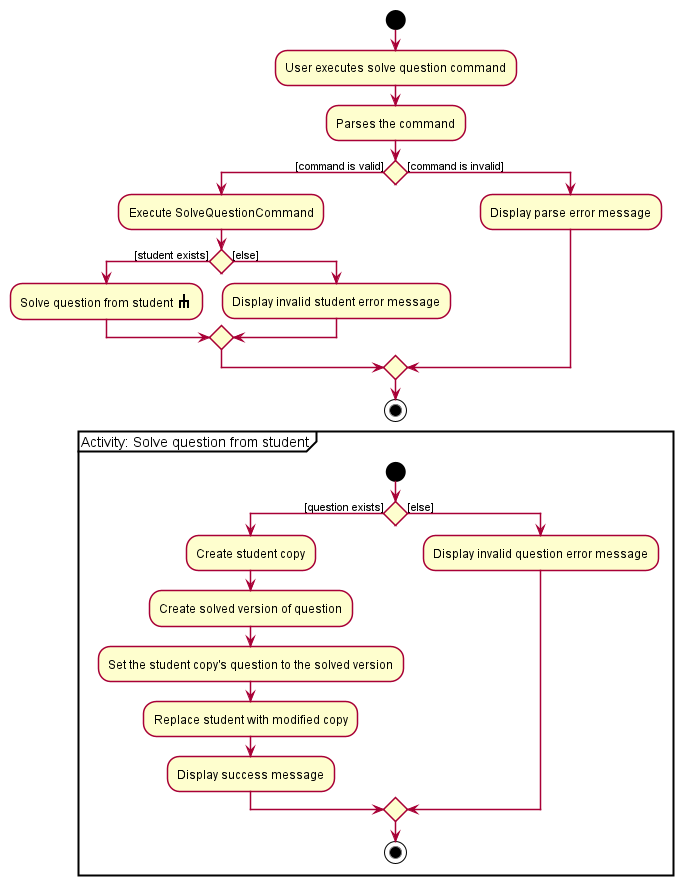 User executes solve question command
Parses the command
[command is valid]
[command is invalid]
Execute SolveQuestionCommand
Display parse error message
[student exists]
[else]
Solve question from student
Display invalid student error message
Activity: Solve question from student
[question exists]
[else]
Create student copy
Display invalid question error message
Create solved version of question
Set the student copy's question to the solved version
Replace student with modified copy
Display success message